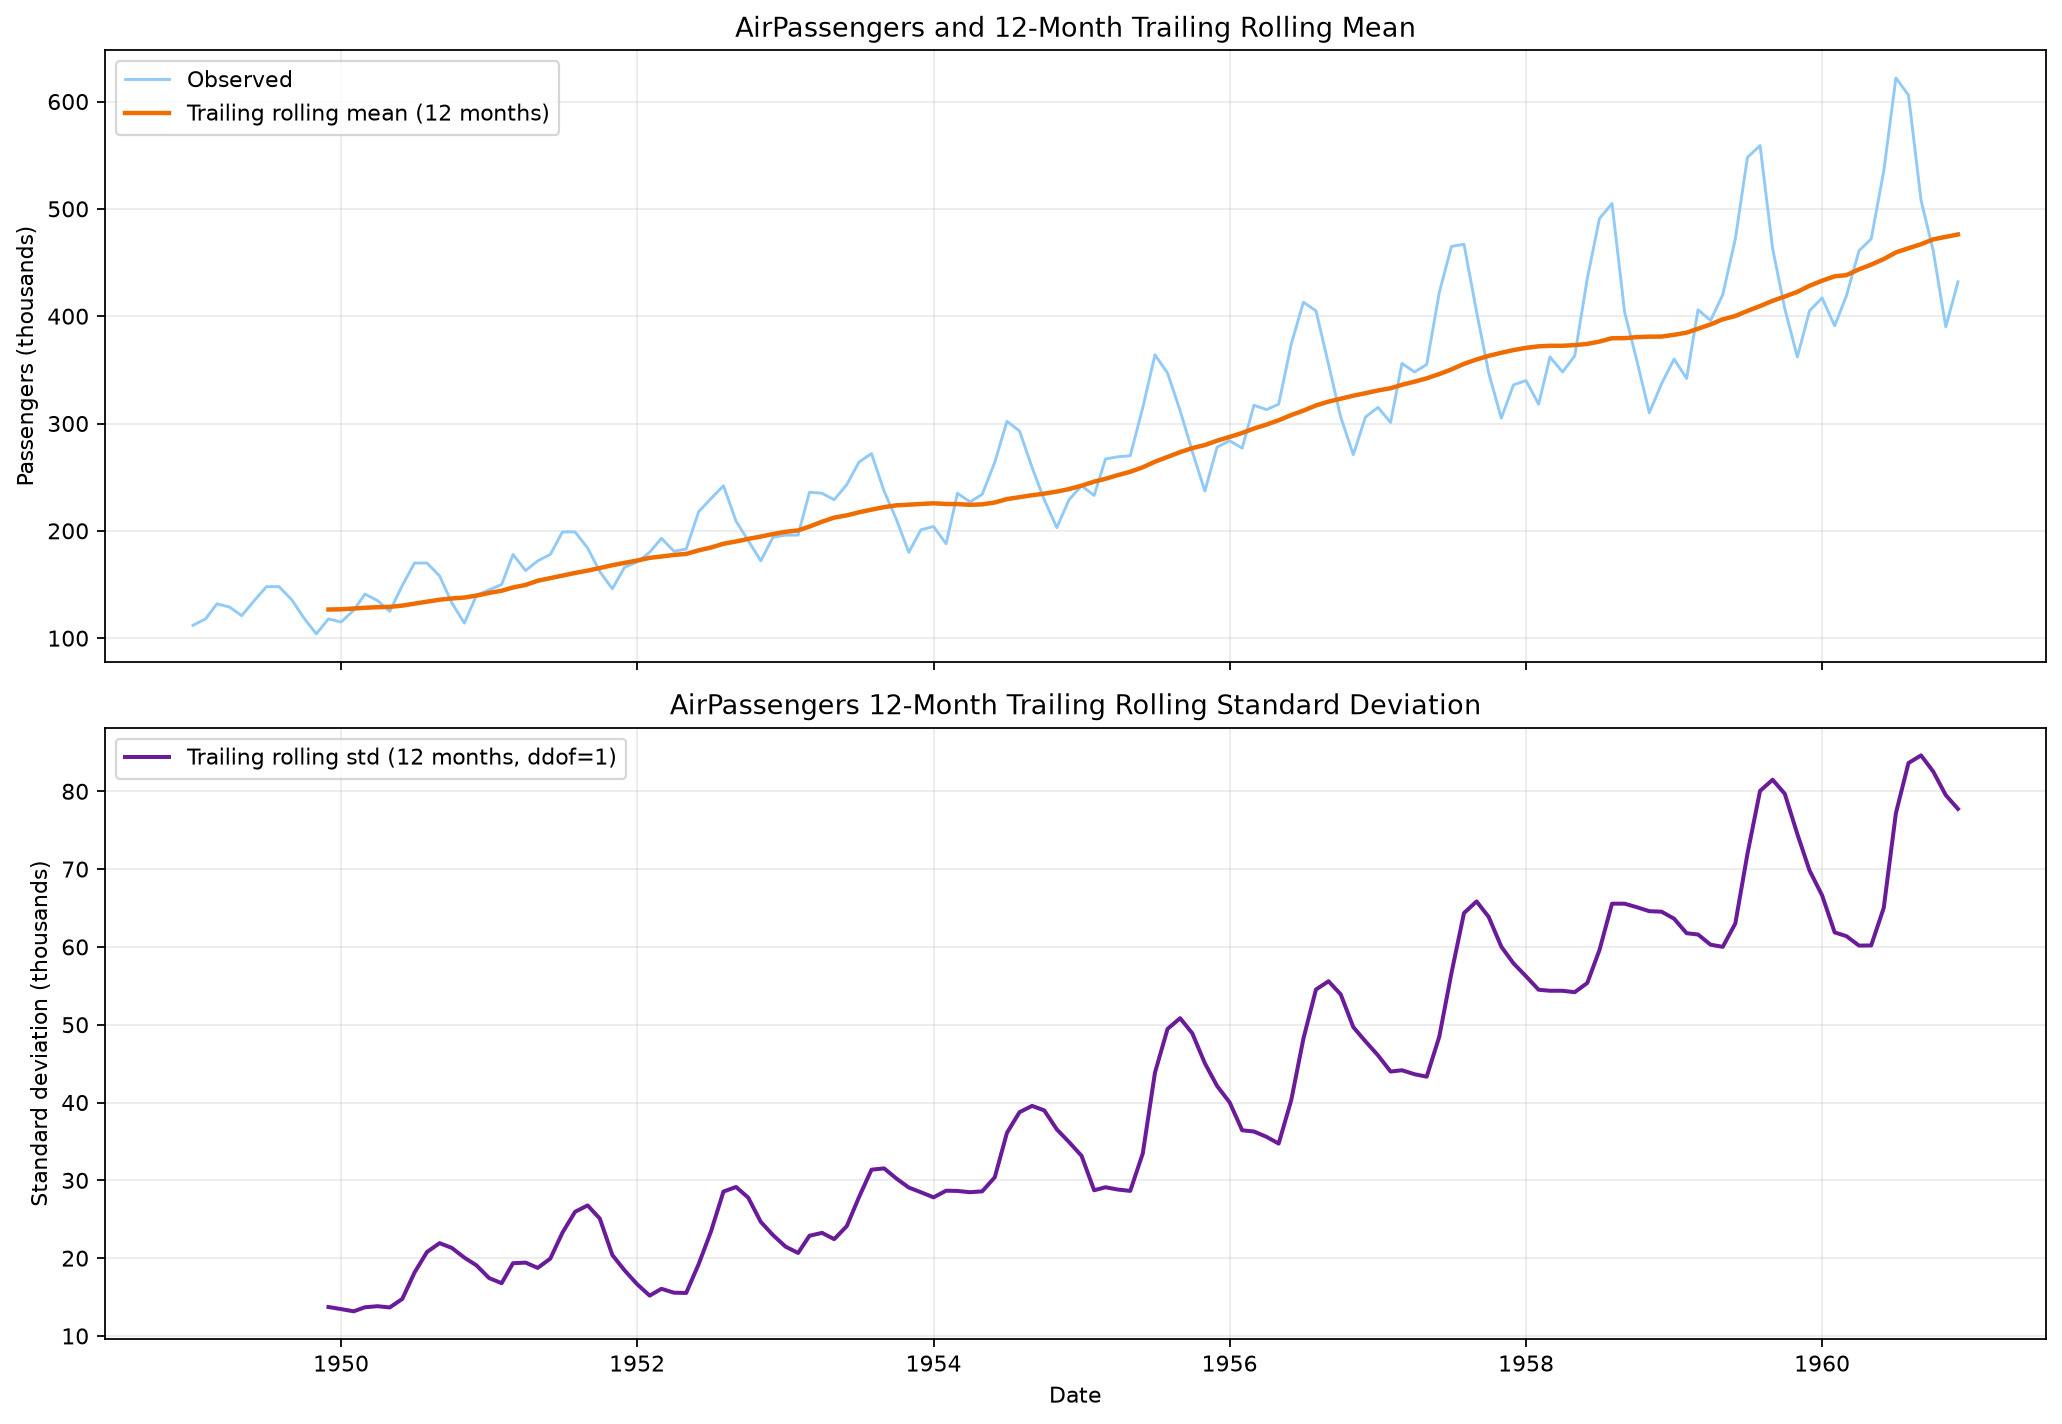 AirPassengers and 12-Month Trailing Rolling Mean
Observed
Trailing rolling mean (12 months)
Passengers (thousands)
600
500
400
300
200
100
AirPassengers 12-Month Trailing Rolling Standard Deviation
Trailing rolling std (12 months, ddof=1)
Standard deviation (thousands)
80
70
60
50
40
30
20
10
1950 1952 1954 1956 1958 1960
Date